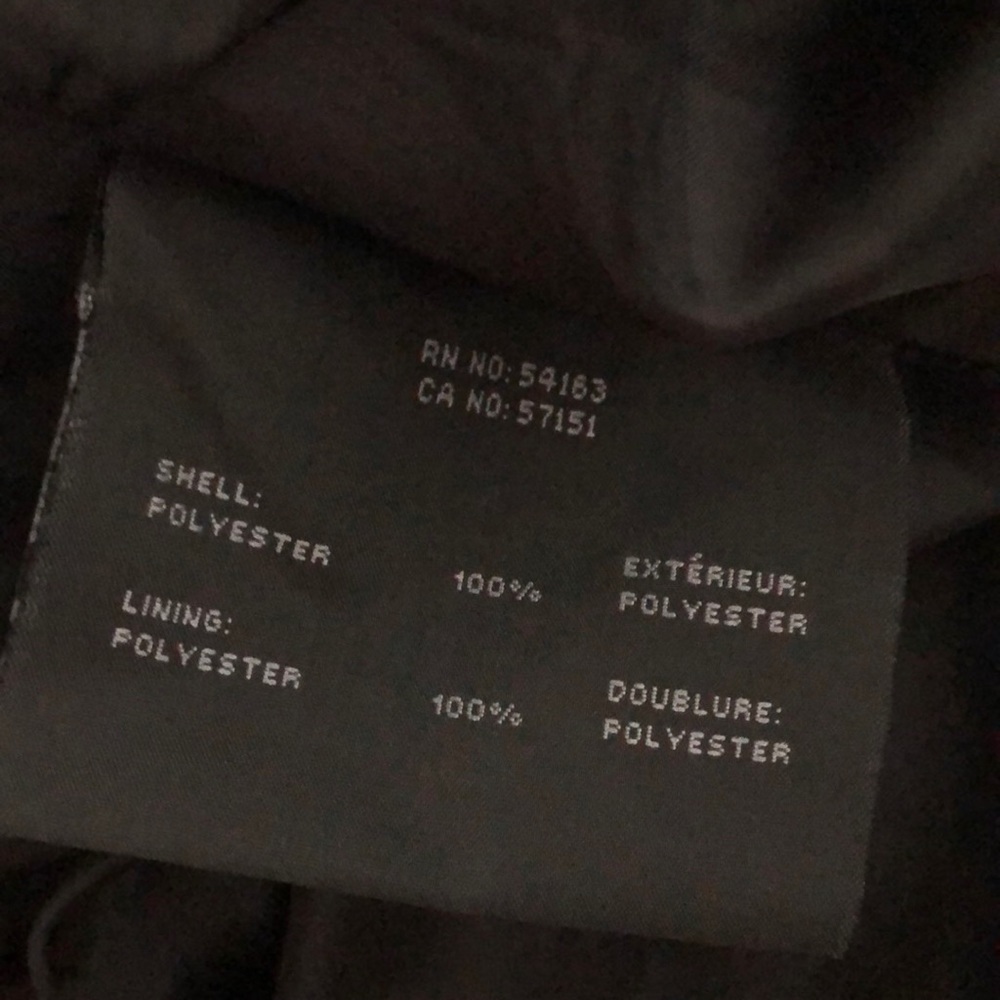 RN NO: 54163
CA NO: 57151
SHELL:
POLYESTER
100%
EXTÉRIEUR:
POLYESTER
LINING:
POLYESTER
100%
DOUBLURE:
POLYESTER